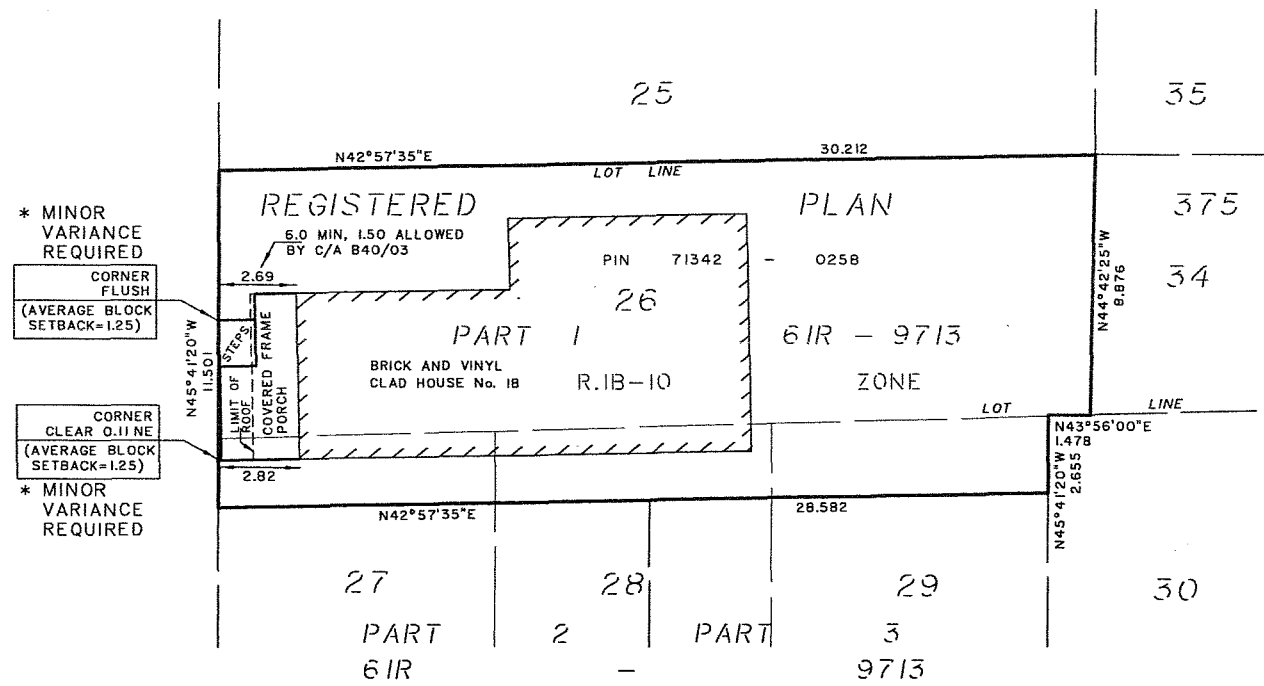 25
35
N42°57'35"E
30.212
LOT LINE
REGISTERED PLAN
375
* MINOR
VARIANCE
REQUIRED
6.0 MIN, 1.50 ALLOWED
BY C/A B40/03
PIN 71342 - 0258
34
2.69
CORNER
FLUSH
(AVERAGE BLOCK
SETBACK=1.25)
26
N44°42'25"W
8.876
PART 1
61R - 9713
STEPS
N45°41'20"W
11.501
BRICK AND VINYL
CLAD HOUSE No. 18
R.1B-10
ZONE
LIMIT OF
ROOF
COVERED FRAME
PORCH
LOT LINE
CORNER
CLEAR 0.11 NE
(AVERAGE BLOCK
SETBACK=1.25)
N43°56'00"E
1.478
2.82
N45°41'20"W
2.655
* MINOR
VARIANCE
REQUIRED
N42°57'35"E
28.582
27
28
29
30
PART 2 PART 3
61R - 9713